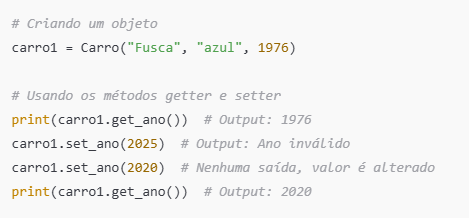 # Criando um objeto
carro1 = Carro("Fusca", "azul", 1976)
# Usando os métodos getter e setter
print(carro1.get_ano())  # Output: 1976
carro1.set_ano(2025)  # Output: Ano inválido
carro1.set_ano(2020)  # Nenhuma saída, valor é alterado
print(carro1.get_ano())  # Output: 2020